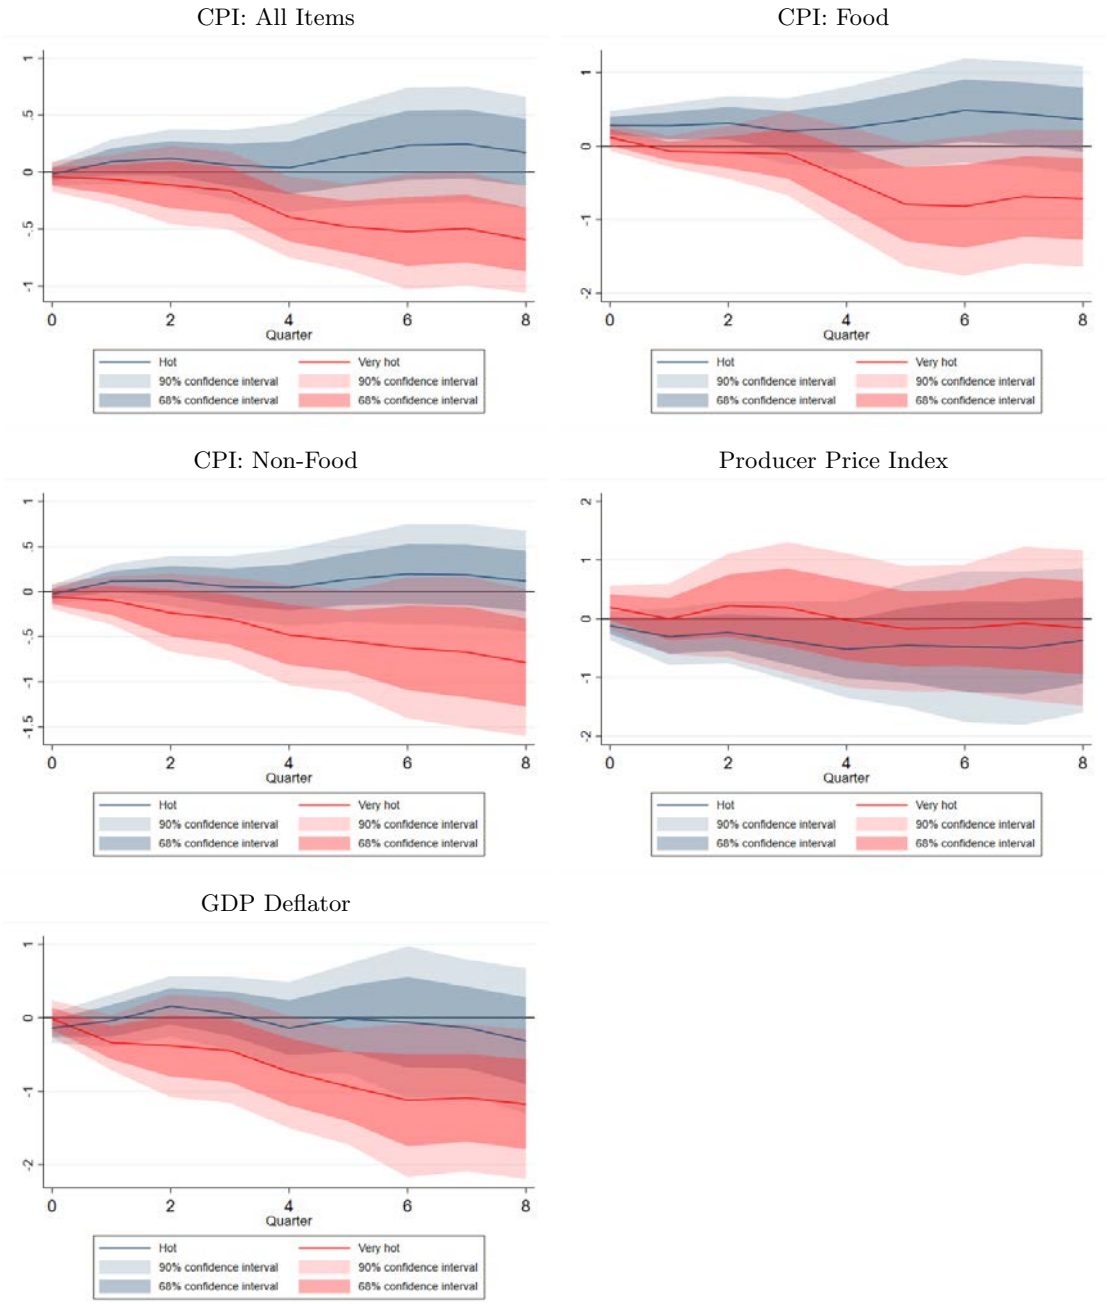 CPI: All Items
1
.5
0
-.5
-1
0 2 4 6 8
Quarter
Hot Very hot
90% confidence interval 90% confidence interval
68% confidence interval 68% confidence interval
CPI: Food
1
0
-1
-2
0 2 4 6 8
Quarter
Hot Very hot
90% confidence interval 90% confidence interval
68% confidence interval 68% confidence interval
CPI: Non-Food
1
.5
0
-.5
-1
-1.5
0 2 4 6 8
Quarter
Hot Very hot
90% confidence interval 90% confidence interval
68% confidence interval 68% confidence interval
Producer Price Index
2
1
0
-1
-2
0 2 4 6 8
Quarter
Hot Very hot
90% confidence interval 90% confidence interval
68% confidence interval 68% confidence interval
GDP Deflator
1
0
-1
-2
0 2 4 6 8
Quarter
Hot Very hot
90% confidence interval 90% confidence interval
68% confidence interval 68% confidence interval